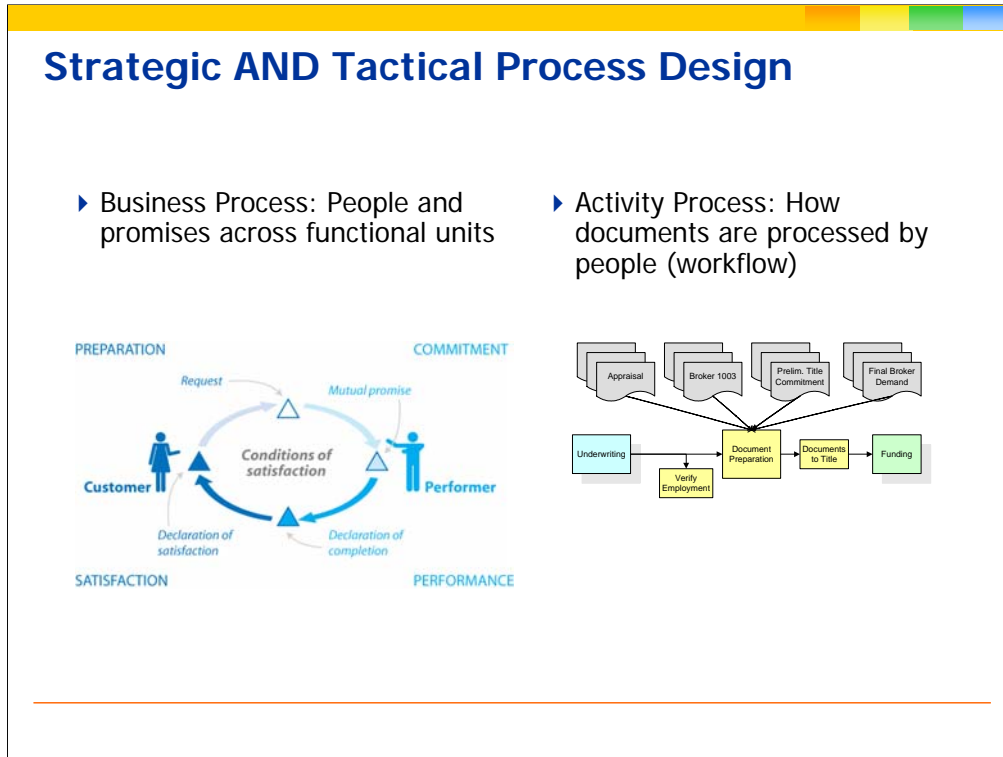 Strategic AND Tactical Process Design
Business Process: People and
promises across functional units
Activity Process: How
documents are processed by
people (workflow)
PREPARATION
COMMITMENT
Request
Mutual promise
Conditions of
satisfaction
Customer
Performer
Declaration of
satisfaction
Declaration of
completion
SATISFACTION
PERFORMANCE
Appraisal
Broker 1003
Prelim. Title
Commitment
Final Broker
Demand
Underwriting
Verify
Employment
Document
Preparation
Documents
to Title
Funding